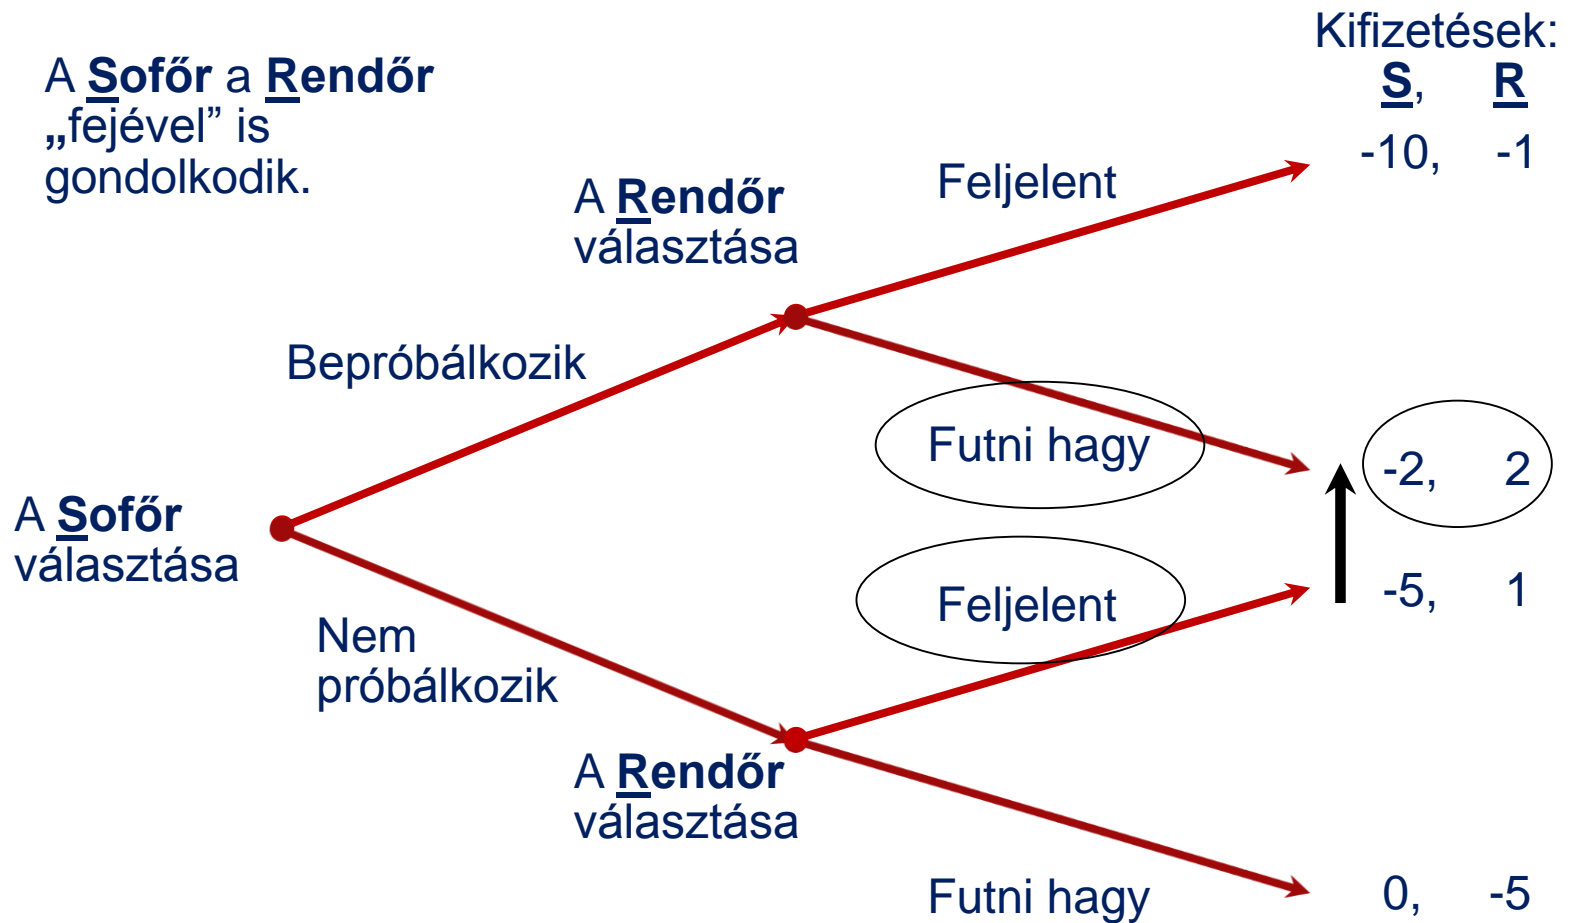 Kifizetések:
S, R
A Sofőr a Rendőr
„fejével” is
gondolkodik.
-10, -1
Feljelent
A Rendőr
választása
Bepróbálkozik
Futni hagy
-2, 2
A Sofőr
választása
Feljelent
-5, 1
Nem
próbálkozik
A Rendőr
választása
Futni hagy
0, -5